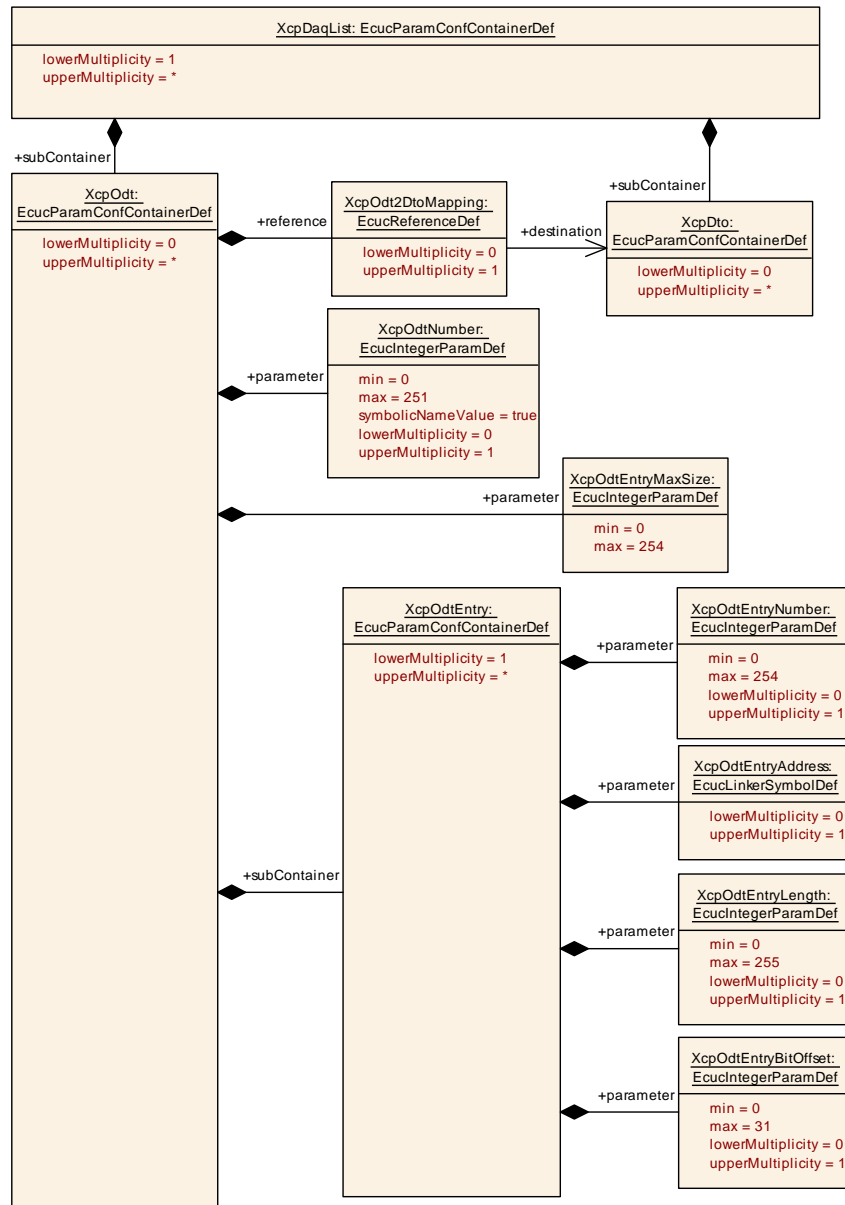 XcpDaqList: EcucParamConfContainerDef
lowerMultiplicity = 1
upperMultiplicity = *
+subContainer
+subContainer
XcpOdt:
EcucParamConfContainerDef
lowerMultiplicity = 0
upperMultiplicity = *
+reference
XcpOdt2DtoMapping:
EcucReferenceDef
lowerMultiplicity = 0
upperMultiplicity = 1
+destination
XcpDto:
EcucParamConfContainerDef
lowerMultiplicity = 0
upperMultiplicity = *
+parameter
XcpOdtNumber:
EcucIntegerParamDef
min = 0
max = 251
symbolicNameValue = true
lowerMultiplicity = 0
upperMultiplicity = 1
+parameter
XcpOdtEntryMaxSize:
EcucIntegerParamDef
min = 0
max = 254
+subContainer
XcpOdtEntry:
EcucParamConfContainerDef
lowerMultiplicity = 1
upperMultiplicity = *
+parameter
XcpOdtEntryNumber:
EcucIntegerParamDef
min = 0
max = 254
lowerMultiplicity = 0
upperMultiplicity = 1
+parameter
XcpOdtEntryAddress:
EcucLinkerSymbolDef
lowerMultiplicity = 0
upperMultiplicity = 1
+parameter
XcpOdtEntryLength:
EcucIntegerParamDef
min = 0
max = 255
lowerMultiplicity = 0
upperMultiplicity = 1
+parameter
XcpOdtEntryBitOffset:
EcucIntegerParamDef
min = 0
max = 31
lowerMultiplicity = 0
upperMultiplicity = 1